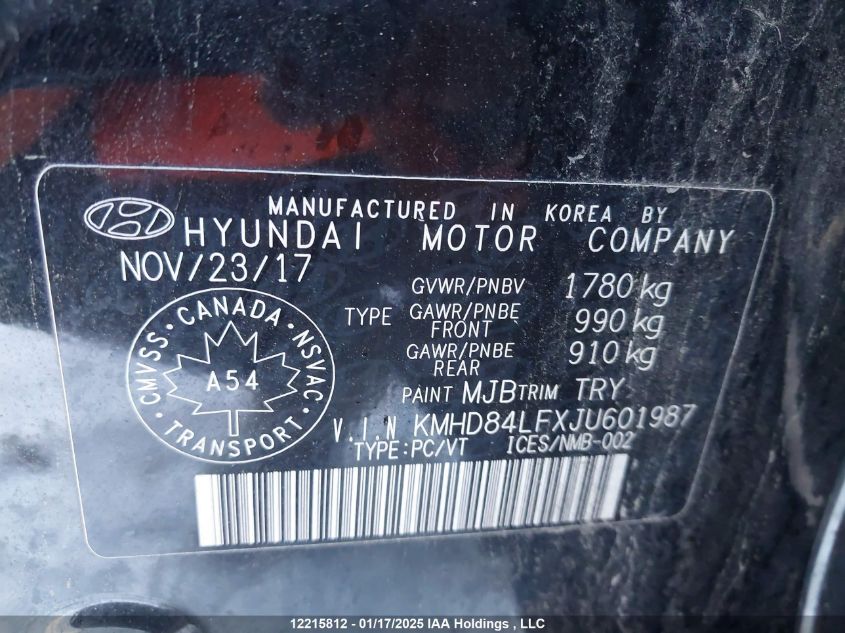 MANUFACTURED IN KOREA BY
HYUNDAI MOTOR COMPANY
NOV/23/17
GVWR/PNBV 1780 kg
TYPE GAWR/PNBE FRONT 990 kg
GAWR/PNBE REAR 910 kg
PAINT MJB TRIM TRY
V.I.N KMHD84LFXJU601987
TYPE:PC/VT ICES/NMB-002
CMVSS · CANADA · NSVAC
A54
TRANSPORT
12215812 - 01/17/2025 IAA Holdings , LLC